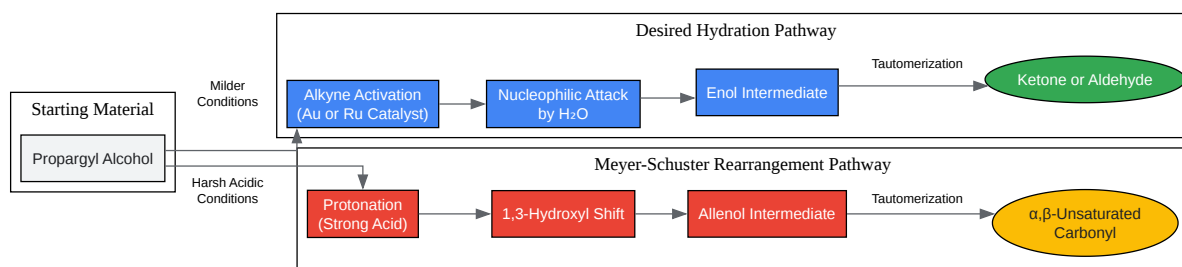 Desired Hydration Pathway
Milder
Conditions
Alkyne Activation
(Au or Ru Catalyst)
Nucleophilic Attack
by H₂O
Enol Intermediate
Tautomerization
Ketone or Aldehyde
Starting Material
Propargyl Alcohol
Harsh Acidic
Conditions
Meyer-Schuster Rearrangement Pathway
Protonation
(Strong Acid)
1,3-Hydroxyl Shift
Allenol Intermediate
Tautomerization
α,β-Unsaturated
Carbonyl